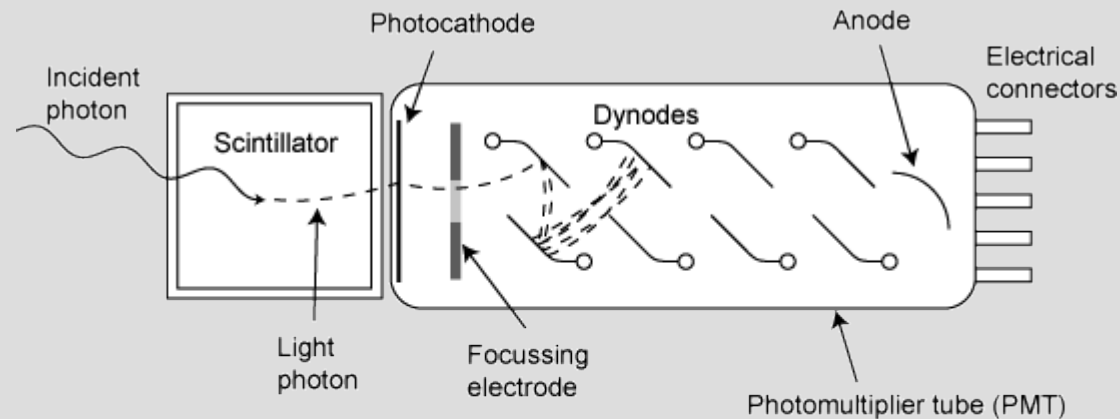 Photocathode
Anode
Incident
photon
Electrical
connectors
Scintillator
Dynodes
Light
photon
Focussing
electrode
Photomultiplier tube (PMT)